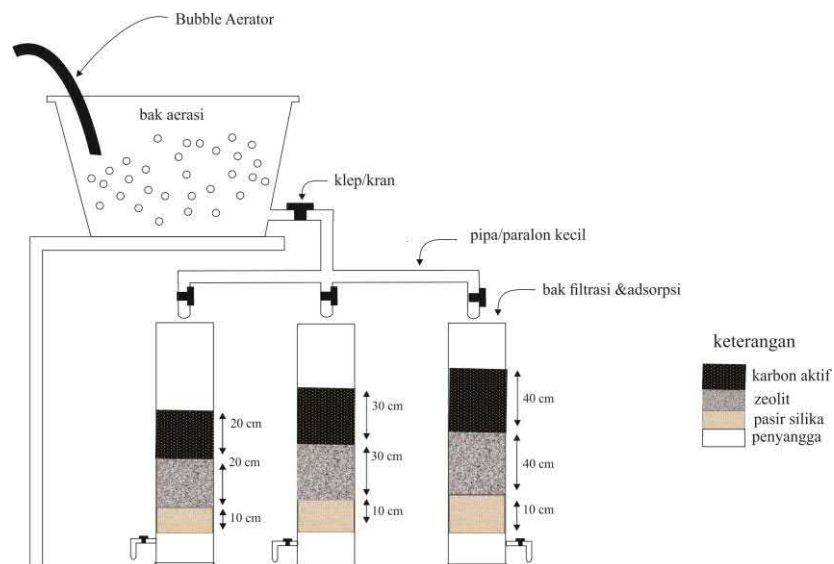 Bubble Aerator
bak aerasi
klep/kran
pipa/paralon kecil
bak filtrasi &adsorpsi
keterangan
karbon aktif
zeolit
pasir silika
penyangga
20 cm
20 cm
10 cm
30 cm
30 cm
10 cm
40 cm
40 cm
10 cm